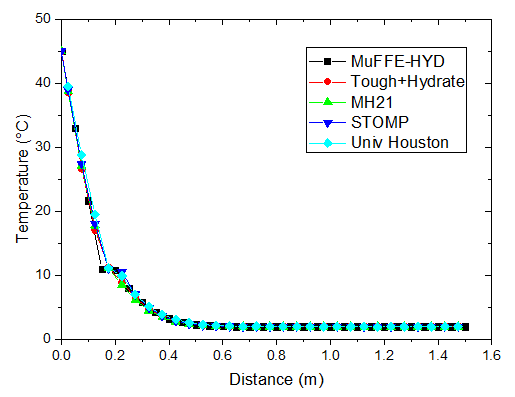 50
40
30
20
10
0
Temperature (°C)
MuFFE-HYD
Tough+Hydrate
MH21
STOMP
Univ Houston
0.0 0.2 0.4 0.6 0.8 1.0 1.2 1.4 1.6
Distance (m)